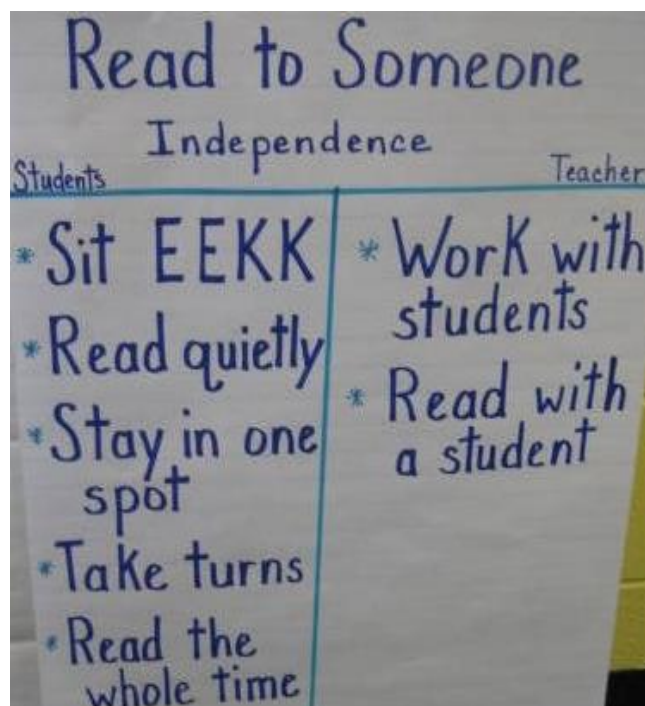 Read to Someone
Independence
Students
Teacher
* Sit EEKK
* Read quietly
* Stay in one
spot
* Take turns
* Read the
whole time
* Work with
students
* Read with
a student